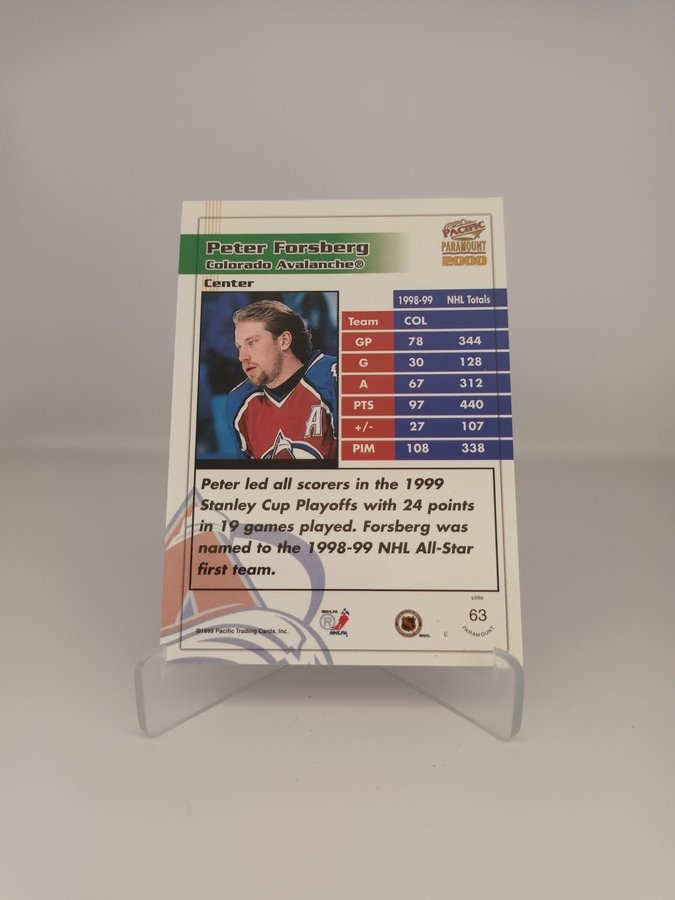 Peter Forsberg
Colorado Avalanche®
Center
PACIFIC
PARAMOUNT
2000
1998-99 NHL Totals
Team COL
GP 78 344
G 30 128
A 67 312
PTS 97 440
+/- 27 107
PIM 108 338
A
Peter led all scorers in the 1999
Stanley Cup Playoffs with 24 points
in 19 games played. Forsberg was
named to the 1998-99 NHL All-Star
first team.
©1999 Pacific Trading Cards, Inc.
®
NHLPA
E
2000
63
PARAMOUNT